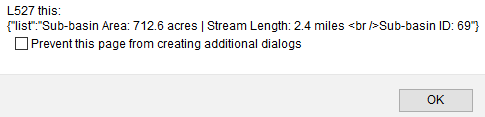 L527 this:
{"list":"Sub-basin Area: 712.6 acres | Stream Length: 2.4 miles <br />Sub-basin ID: 69"}
Prevent this page from creating additional dialogs
OK